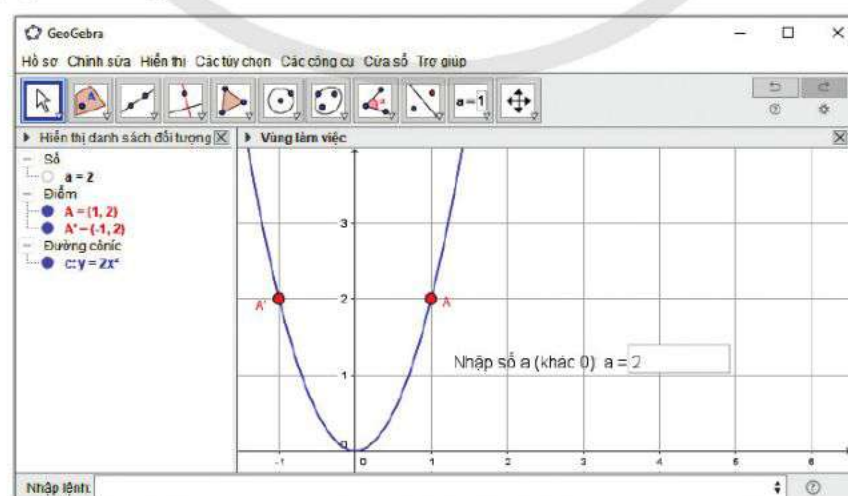 GeoGebra
Hồ sơ Chỉnh sửa Hiển thị Các tùy chọn Các công cụ Cửa sổ Trợ giúp
a=1
Hiển thị danh sách đối tượng
Vùng làm việc
Số
a = 2
Điểm
A = (1, 2)
A' = (-1, 2)
Đường cônic
c: y = 2x²
3
2
A'
A
Nhập số a (khác 0) a = 2
1
0
-1 0 1 2 3 4 5 6
Nhập lệnh: